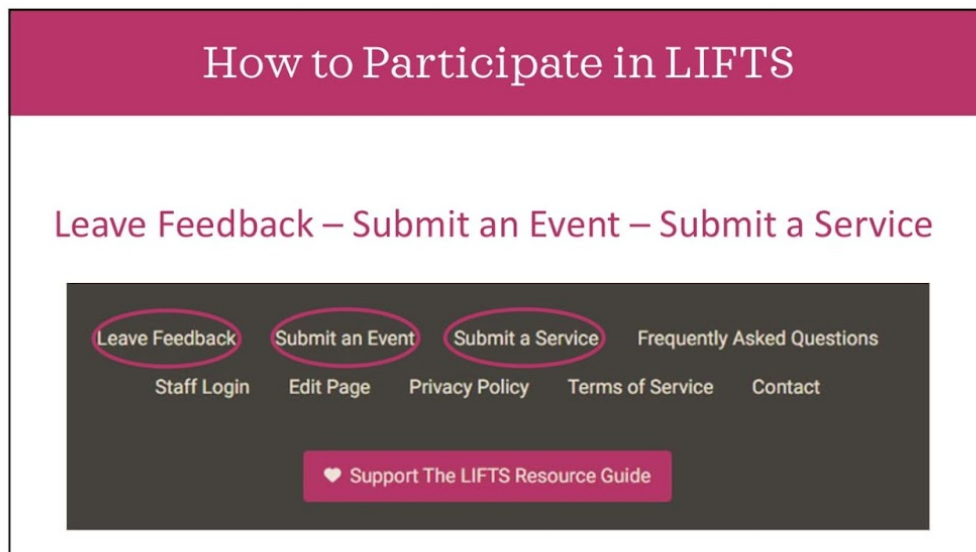 How to Participate in LIFTS
Leave Feedback – Submit an Event – Submit a Service
Leave Feedback Submit an Event Submit a Service Frequently Asked Questions
Staff Login Edit Page Privacy Policy Terms of Service Contact
Support The LIFTS Resource Guide